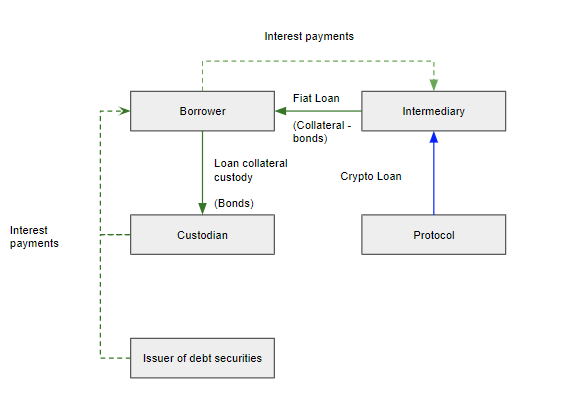 Interest payments
Borrower
Fiat Loan
(Collateral -
bonds)
Intermediary
Loan collateral
custody
(Bonds)
Crypto Loan
Interest
payments
Custodian
Protocol
Issuer of debt securities